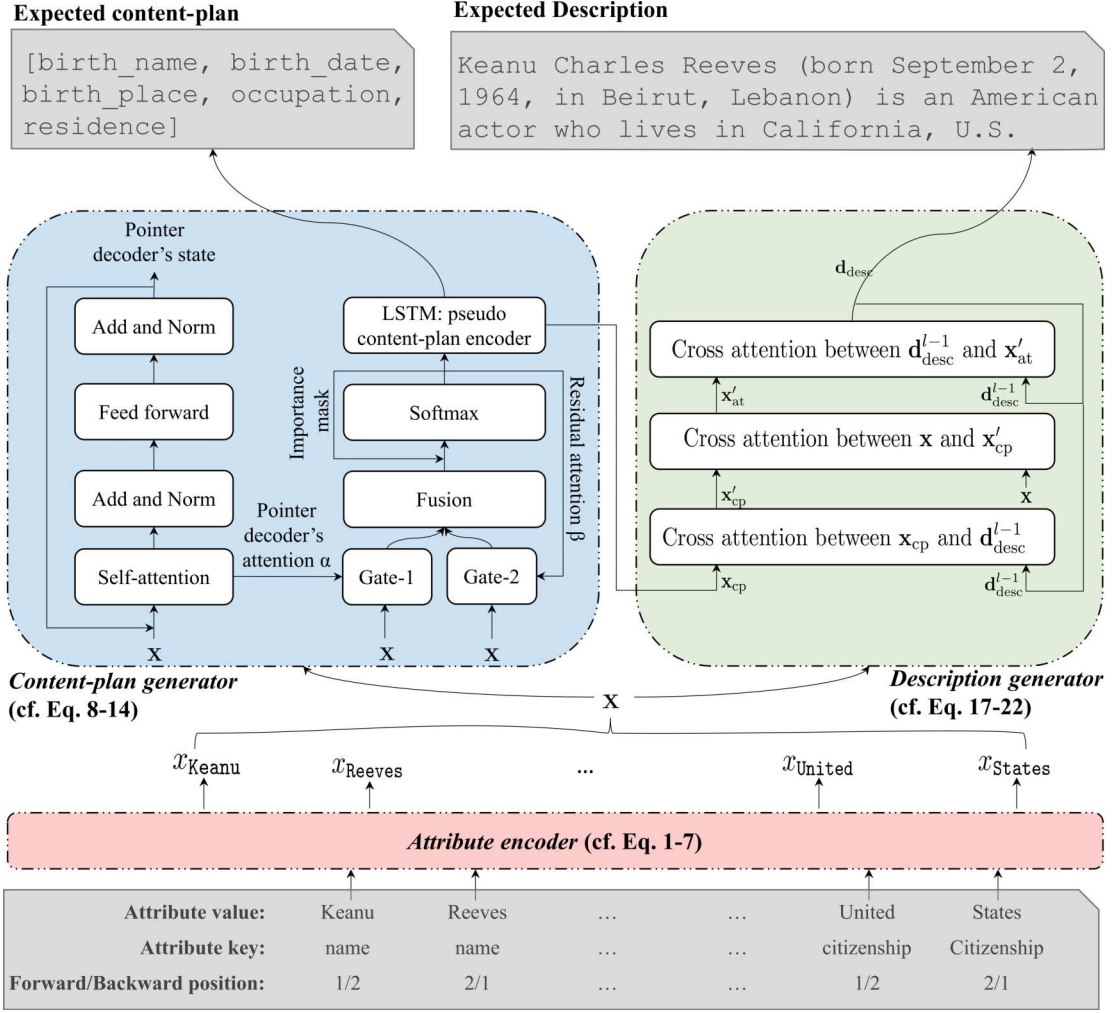 Expected content-plan
[birth_name, birth_date,
birth_place, occupation,
residence]
Expected Description
Keanu Charles Reeves (born September 2,
1964, in Beirut, Lebanon) is an American
actor who lives in California, U.S.
Pointer
decoder's state
Add and Norm
Feed forward
Add and Norm
Self-attention
x
Pointer
decoder's
attention α
LSTM: pseudo
content-plan encoder
Importance
mask
Softmax
Residual attention β
Fusion
Gate-1
Gate-2
x
x
d_desc
Cross attention between d^{l-1}_desc and x'_at
x'_at
d^{l-1}_desc
Cross attention between x and x'_cp
x'_cp
x
Cross attention between x_cp and d^{l-1}_desc
x_cp
d^{l-1}_desc
Content-plan generator
(cf. Eq. 8-14)
Description generator
(cf. Eq. 17-22)
x
x_Keanu x_Reeves ... x_United x_States
Attribute encoder (cf. Eq. 1-7)
Attribute value: Keanu Reeves ... ... United States
Attribute key: name name ... ... citizenship Citizenship
Forward/Backward position: 1/2 2/1 ... ... 1/2 2/1